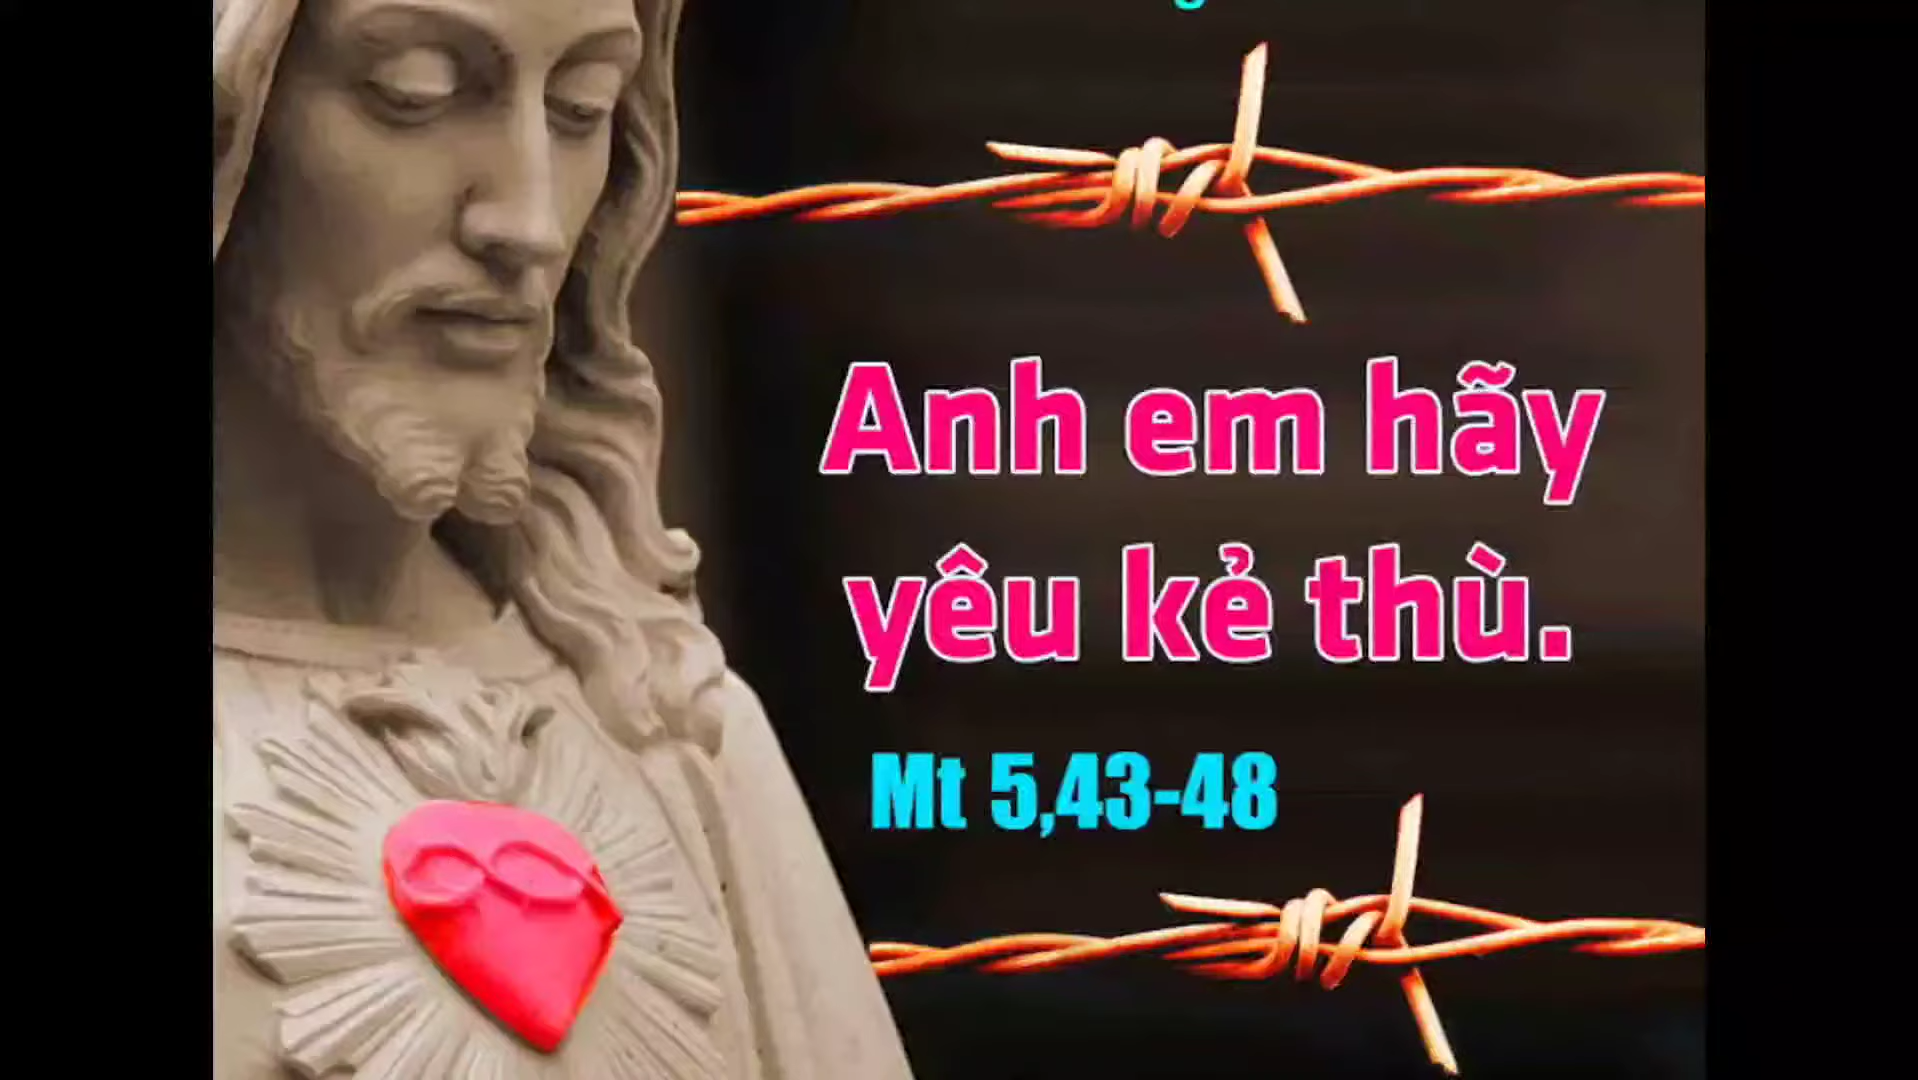 Anh em hãy
yêu kẻ thù.
Mt 5,43-48